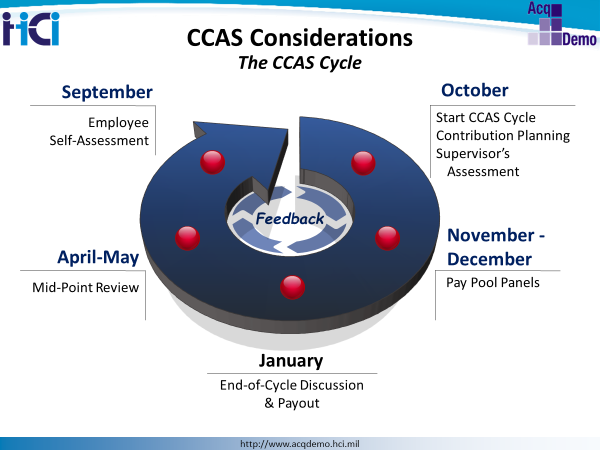 HCi
Acq
Demo
CCAS Considerations
The CCAS Cycle
September
Employee
Self-Assessment
October
Start CCAS Cycle
Contribution Planning
Supervisor’s
Assessment
Feedback
November -
December
Pay Pool Panels
April-May
Mid-Point Review
January
End-of-Cycle Discussion
& Payout
http://www.acqdemo.hci.mil